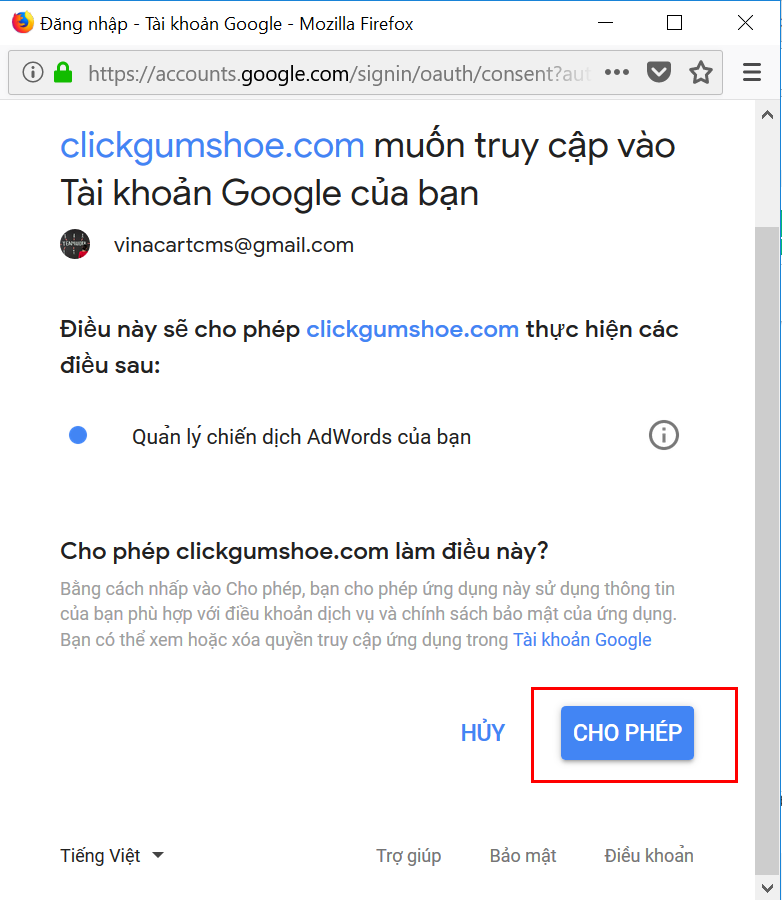 Đăng nhập - Tài khoản Google - Mozilla Firefox
https://accounts.google.com/signin/oauth/consent?aut
clickgumshoe.com muốn truy cập vào
Tài khoản Google của bạn
vinacartcms@gmail.com
Điều này sẽ cho phép clickgumshoe.com thực hiện các
điều sau:
Quản lý chiến dịch AdWords của bạn
Cho phép clickgumshoe.com làm điều này?
Bằng cách nhấp vào Cho phép, bạn cho phép ứng dụng này sử dụng thông tin
của bạn phù hợp với điều khoản dịch vụ và chính sách bảo mật của ứng dụng.
Bạn có thể xem hoặc xóa quyền truy cập ứng dụng trong Tài khoản Google
HỦY
CHO PHÉP
Tiếng Việt
Trợ giúp
Bảo mật
Điều khoản